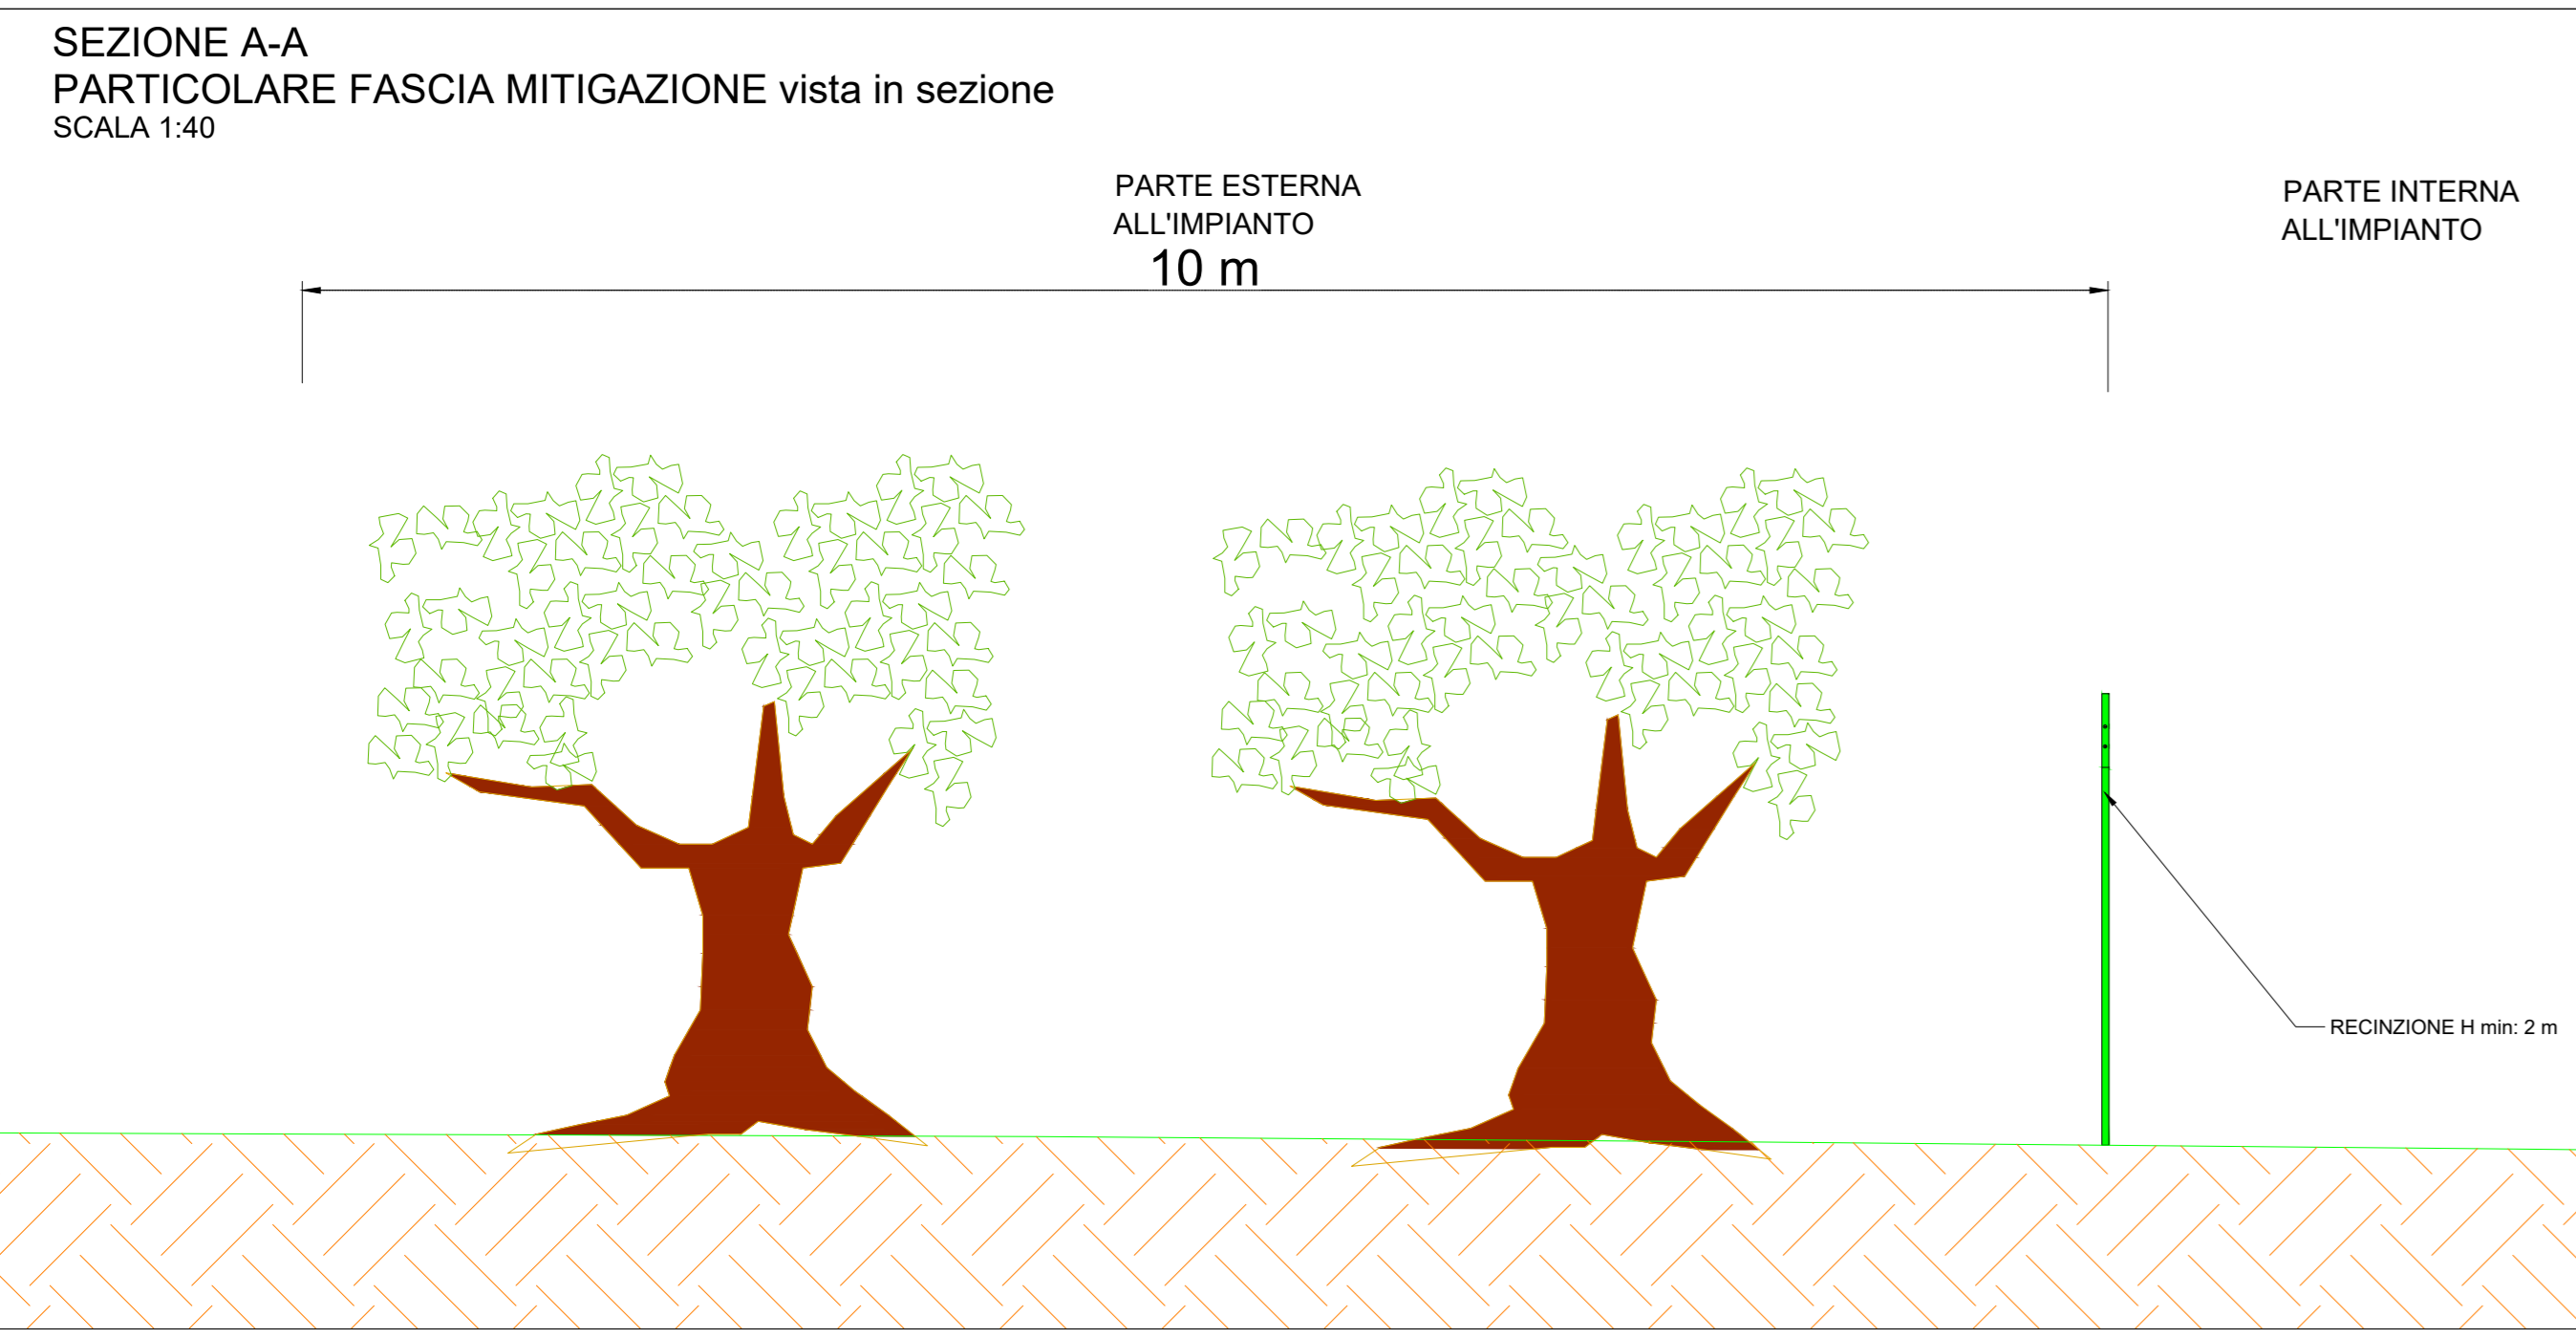 SEZIONE A-A
PARTICOLARE FASCIA MITIGAZIONE vista in sezione
SCALA 1:40
PARTE ESTERNA
ALL'IMPIANTO
10 m
PARTE INTERNA
ALL'IMPIANTO
RECINZIONE H min: 2 m